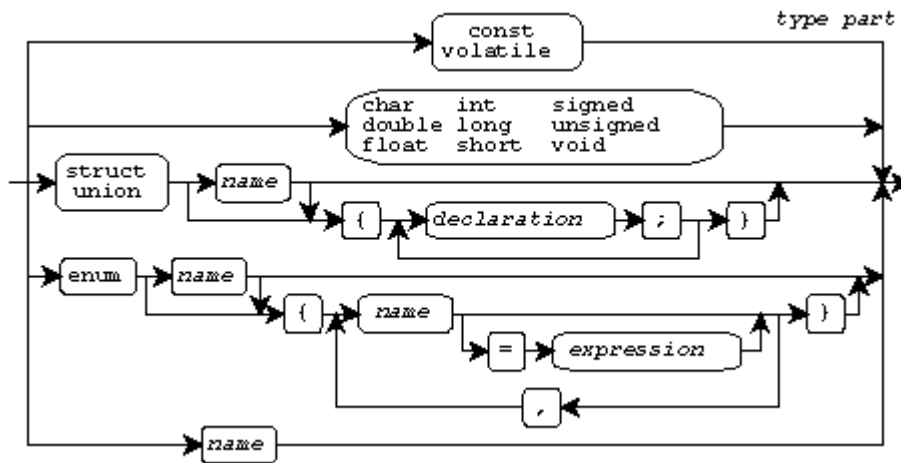 type part
const
volatile
char int signed
double long unsigned
float short void
struct
union
name
{ declaration ; }
enum name
{ name }
= expression
,
name